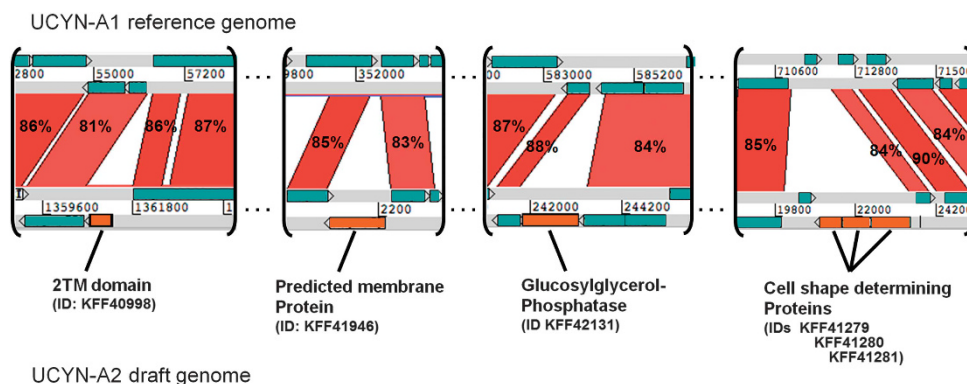 UCYN-A1 reference genome
2800 55000 57200 9800 352000 583000 585200 710600 712800 715
86% 81% 86% 87% 85% 83% 87% 88% 84% 85% 84% 90% 84%
1359600 1361800 1 2200 242000 244200 19800 22000 242
... ... ...
... ... ...
2TM domain
(ID: KFF40998)
Predicted membrane
Protein
(ID: KFF41946)
Glucosylglycerol-
Phosphatase
(ID KFF42131)
Cell shape determining
Proteins
(IDs KFF41279
KFF41280
KFF41281)
UCYN-A2 draft genome